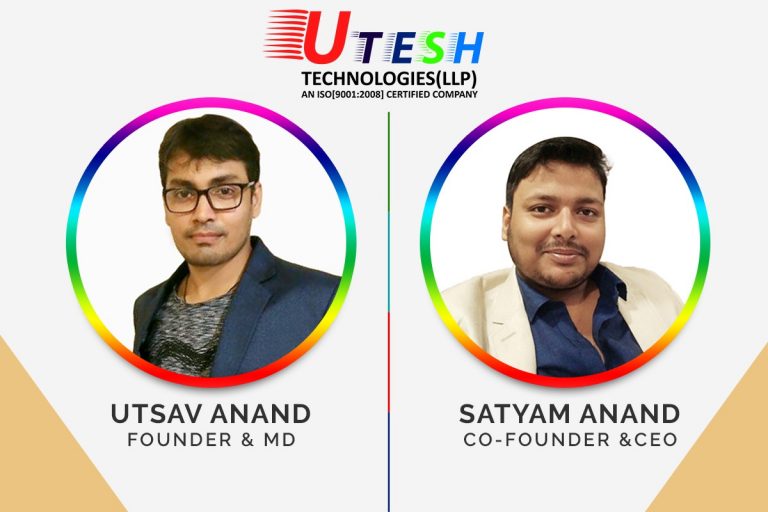 UTESH
TECHNOLOGIES(LLP)
AN ISO[9001:2008] CERTIFIED COMPANY
UTSAV ANAND
FOUNDER & MD
SATYAM ANAND
CO-FOUNDER &CEO